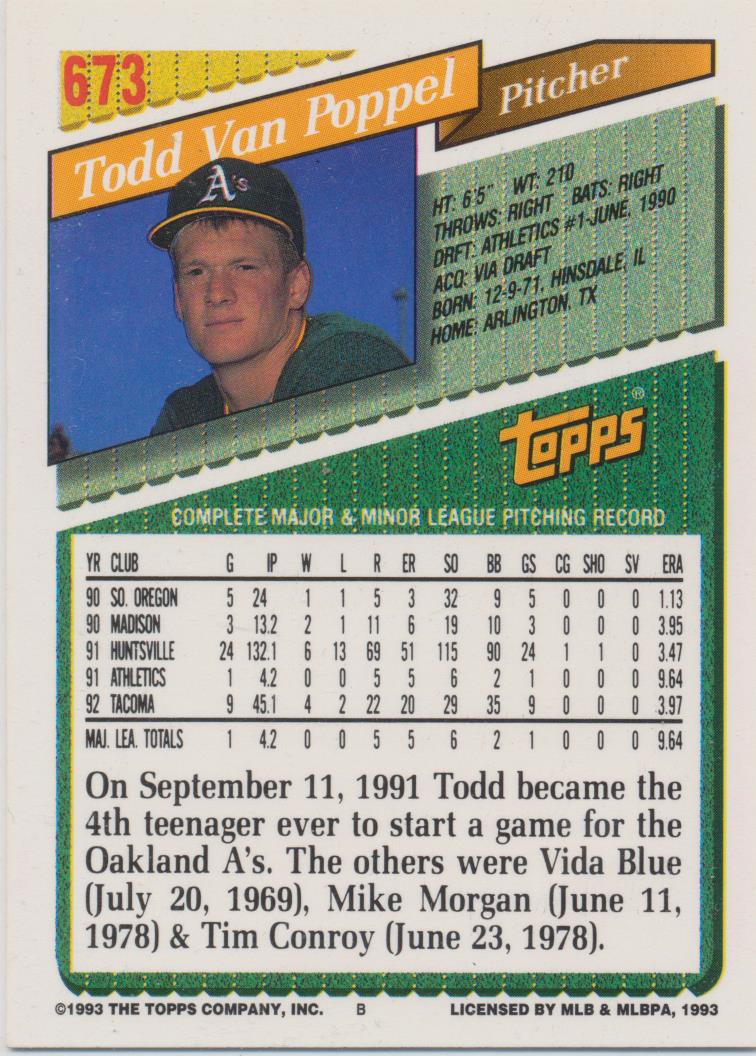 673
Todd Van Poppel
Pitcher
A's
HT: 6'5" WT: 210
THROWS: RIGHT BATS: RIGHT
DRFT: ATHLETICS #1-JUNE, 1990
ACQ: VIA DRAFT
BORN: 12-9-71, HINSDALE, IL
HOME: ARLINGTON, TX
topps®
COMPLETE MAJOR & MINOR LEAGUE PITCHING RECORD
YR CLUB G IP W L R ER SO BB GS CG SHO SV ERA
90 SO. OREGON 5 24 1 1 5 3 32 9 5 0 0 0 1.13
90 MADISON 3 13.2 2 1 11 6 19 10 3 0 0 0 3.95
91 HUNTSVILLE 24 132.1 6 13 69 51 115 90 24 1 1 0 3.47
91 ATHLETICS 1 4.2 0 0 5 5 6 2 1 0 0 0 9.64
92 TACOMA 9 45.1 4 2 22 20 29 35 9 0 0 0 3.97
MAJ. LEA. TOTALS 1 4.2 0 0 5 5 6 2 1 0 0 0 9.64
On September 11, 1991 Todd became the
4th teenager ever to start a game for the
Oakland A's. The others were Vida Blue
(July 20, 1969), Mike Morgan (June 11,
1978) & Tim Conroy (June 23, 1978).
©1993 THE TOPPS COMPANY, INC. B LICENSED BY MLB & MLBPA, 1993